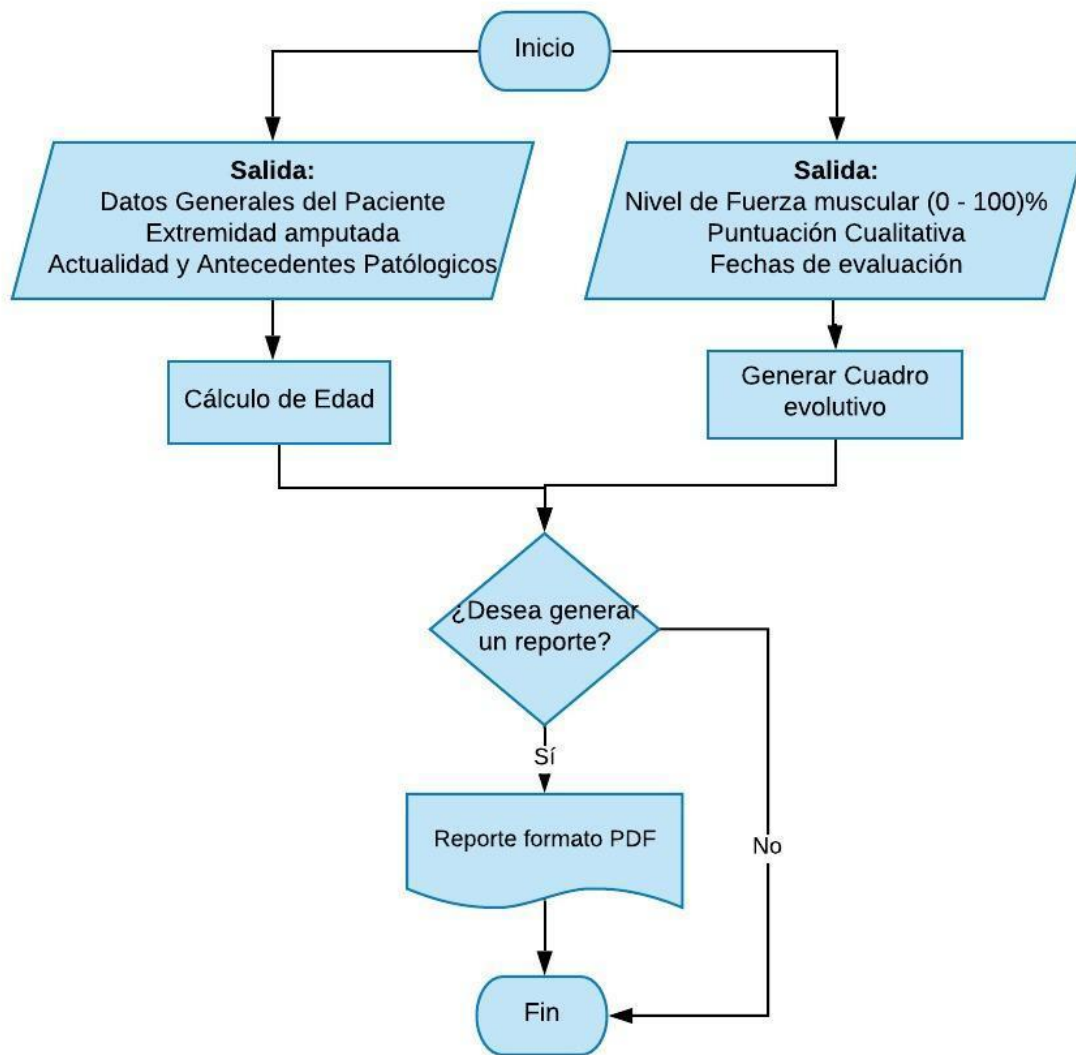 Inicio
Salida:
Datos Generales del Paciente
Extremidad amputada
Actualidad y Antecedentes Patólogicos
Salida:
Nivel de Fuerza muscular (0 - 100)%
Puntuación Cualitativa
Fechas de evaluación
Cálculo de Edad
Generar Cuadro
evolutivo
¿Desea generar
un reporte?
Sí
Reporte formato PDF
No
Fin